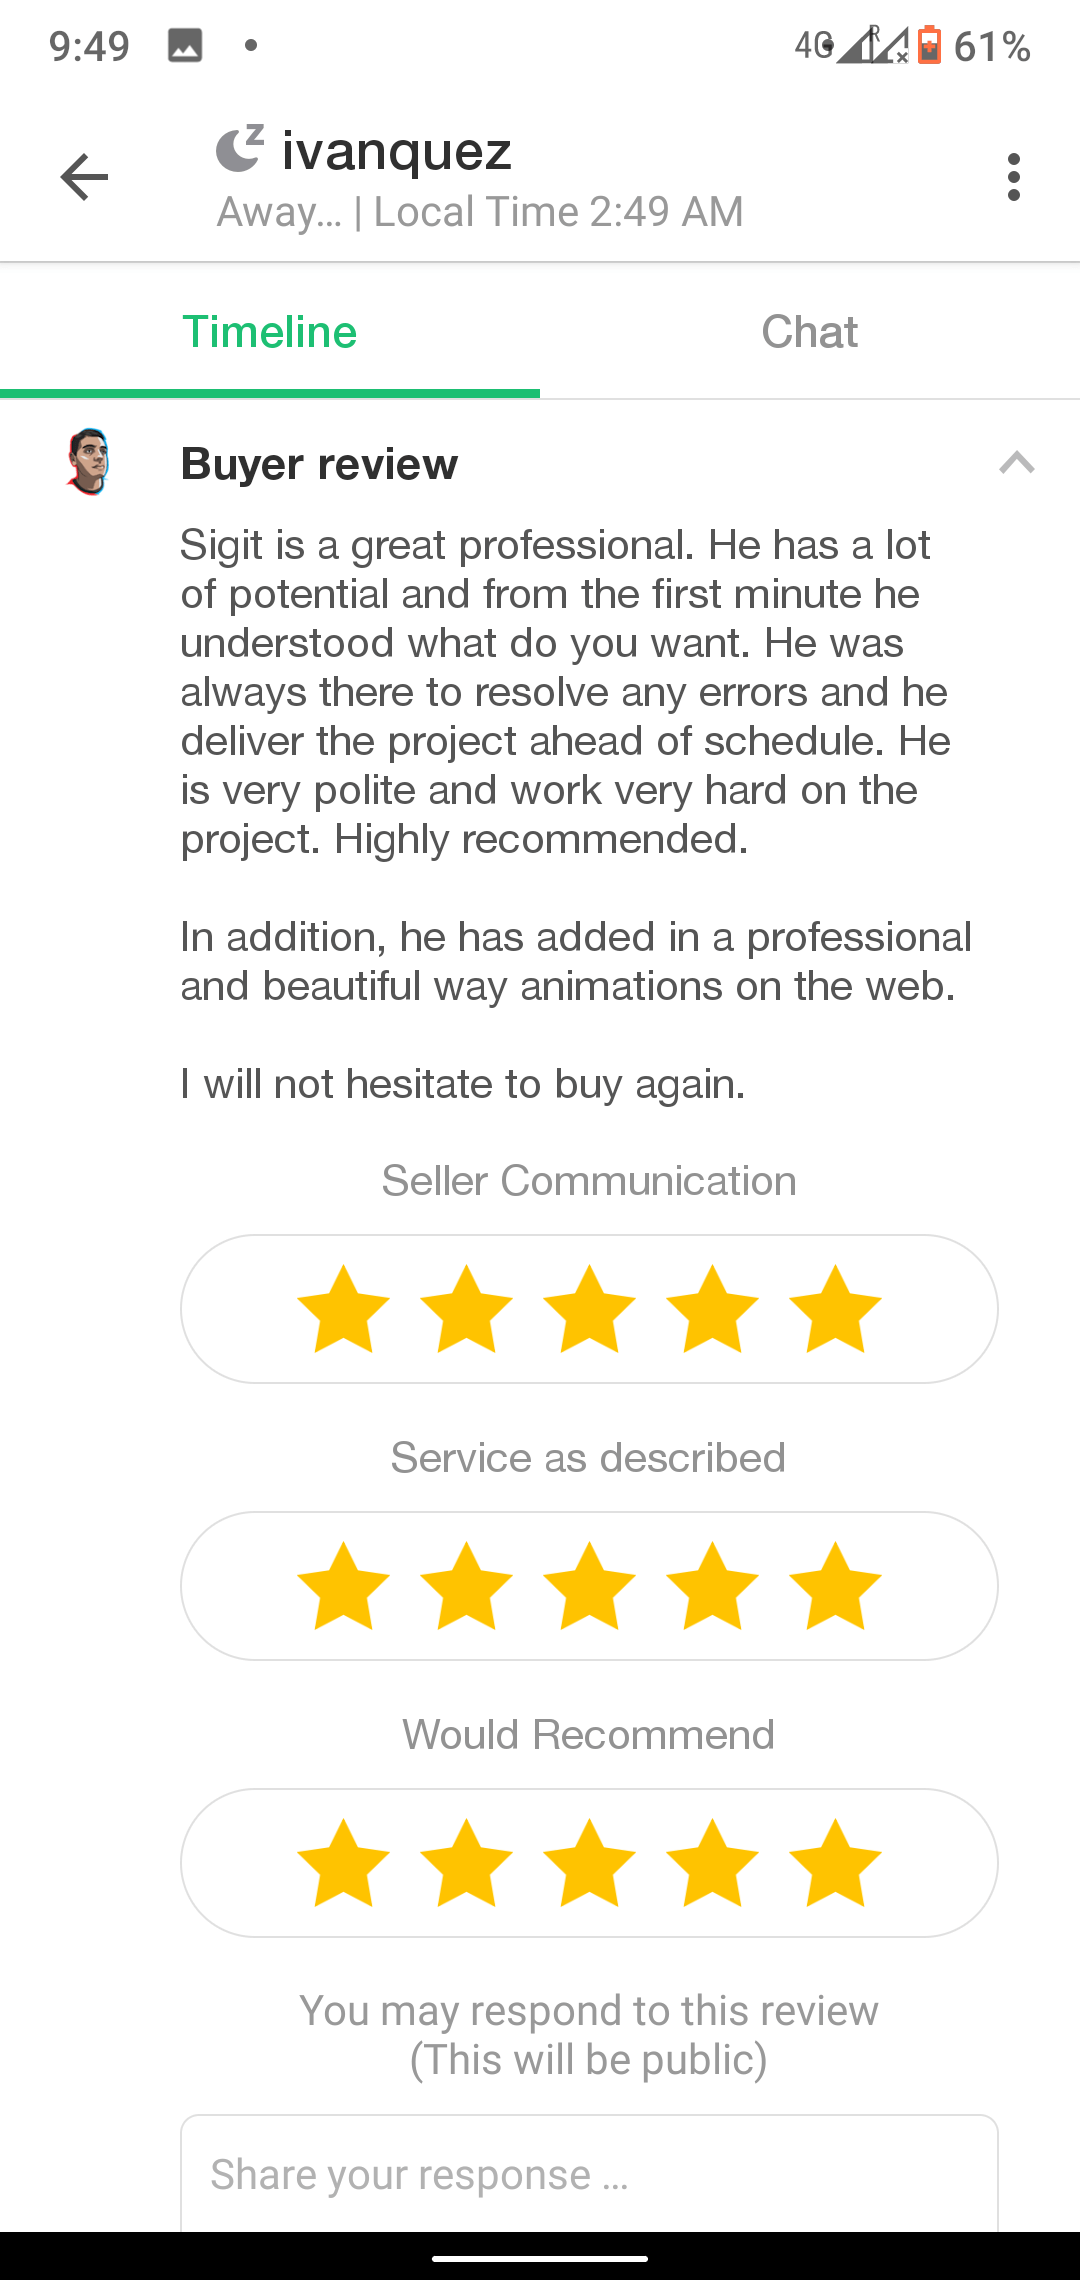 9:49
4G R 61%
ivanquez
Away... | Local Time 2:49 AM
Timeline
Chat
Buyer review
Sigit is a great professional. He has a lot
of potential and from the first minute he
understood what do you want. He was
always there to resolve any errors and he
deliver the project ahead of schedule. He
is very polite and work very hard on the
project. Highly recommended.
In addition, he has added in a professional
and beautiful way animations on the web.
I will not hesitate to buy again.
Seller Communication
Service as described
Would Recommend
You may respond to this review
(This will be public)
Share your response ...